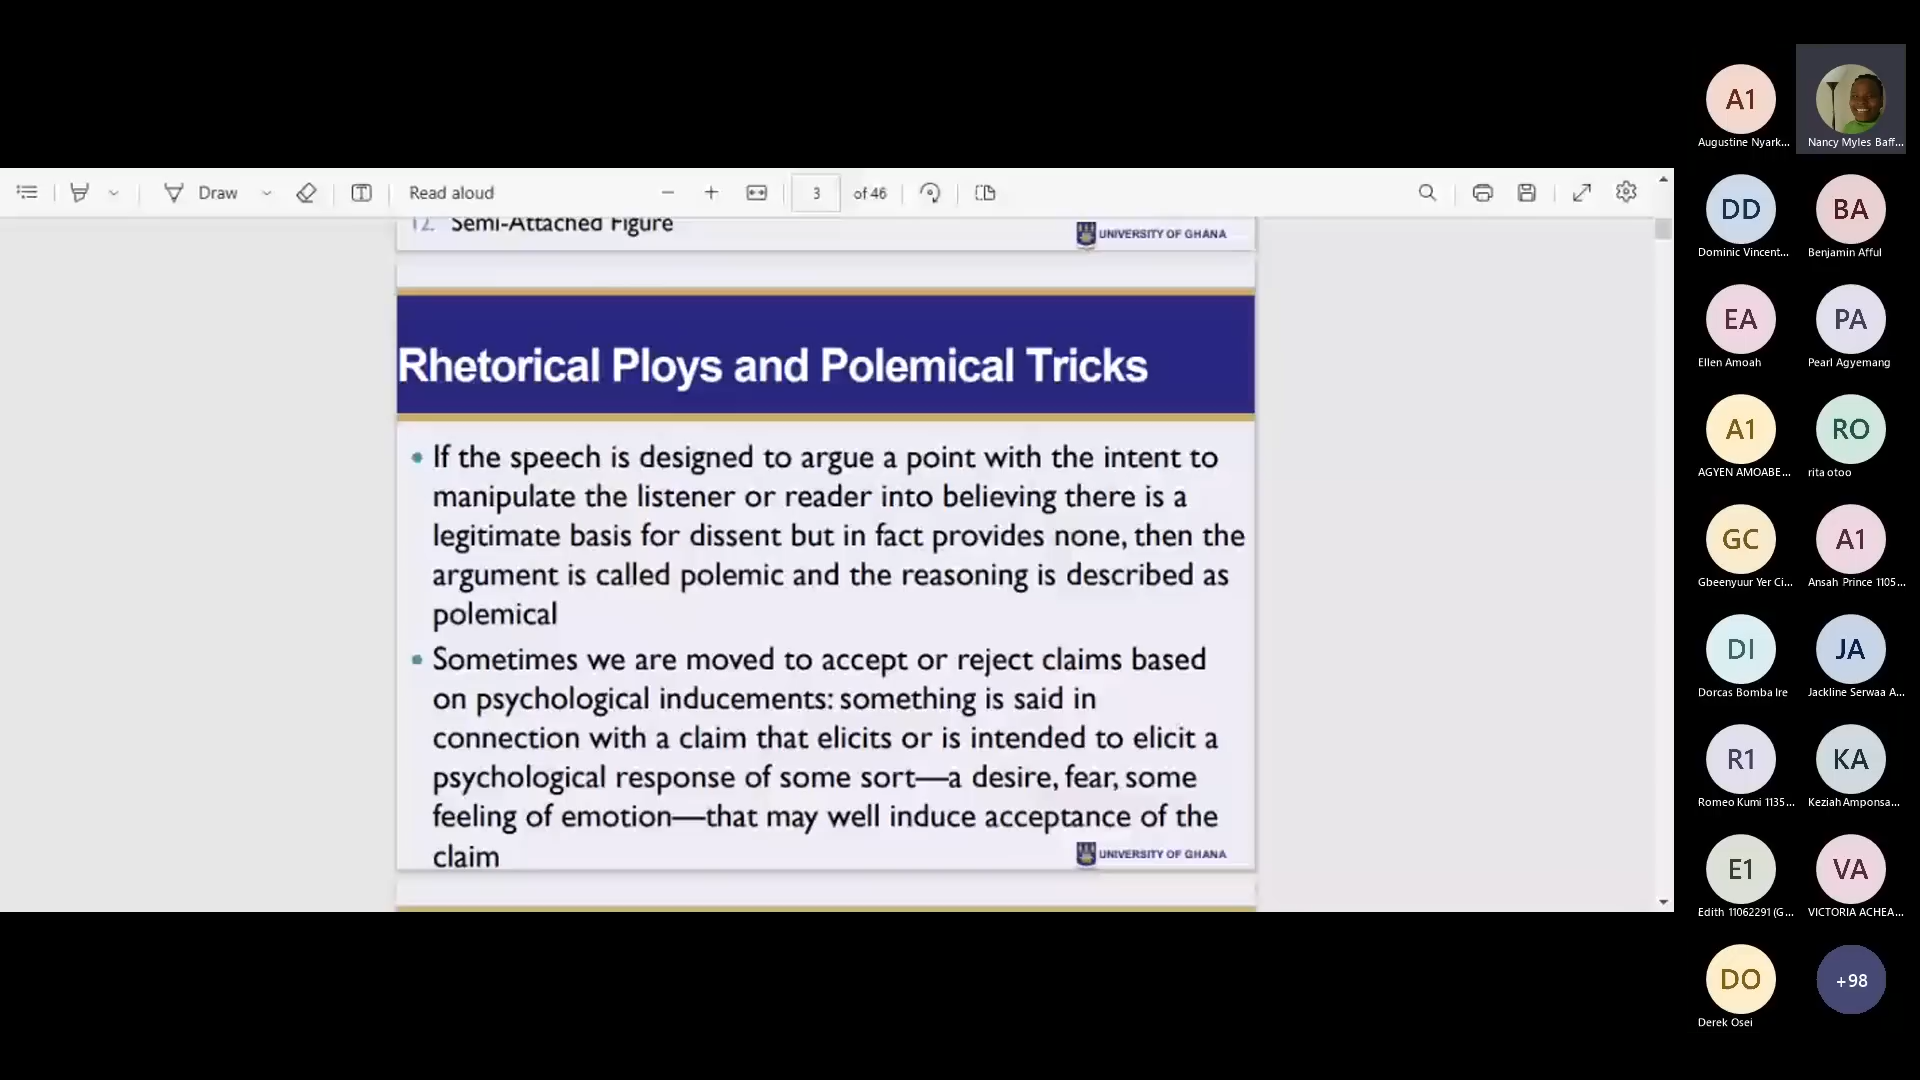 Read aloud
3 of 46
12. Semi-Attached Figure
UNIVERSITY OF GHANA
Rhetorical Ploys and Polemical Tricks
• If the speech is designed to argue a point with the intent to
manipulate the listener or reader into believing there is a
legitimate basis for dissent but in fact provides none, then the
argument is called polemic and the reasoning is described as
polemical
• Sometimes we are moved to accept or reject claims based
on psychological inducements: something is said in
connection with a claim that elicits or is intended to elicit a
psychological response of some sort—a desire, fear, some
feeling of emotion—that may well induce acceptance of the
claim
UNIVERSITY OF GHANA
Draw
A1
Augustine Nyark...
Nancy Myles Baff...
DD
Dominic Vincent...
BA
Benjamin Afful
EA
Ellen Amoah
PA
Pearl Agyemang
A1
AGYEN AMOABE...
RO
rita otoo
GC
Gbeenyuur Yer Ci...
A1
Ansah Prince 1105...
DI
Dorcas Bomba Ire
JA
Jackline Serwaa A...
R1
Romeo Kumi 1135...
KA
Keziah Amponsa...
E1
Edith 11062291 (G...
VA
VICTORIA ACHEA...
DO
Derek Osei
+98